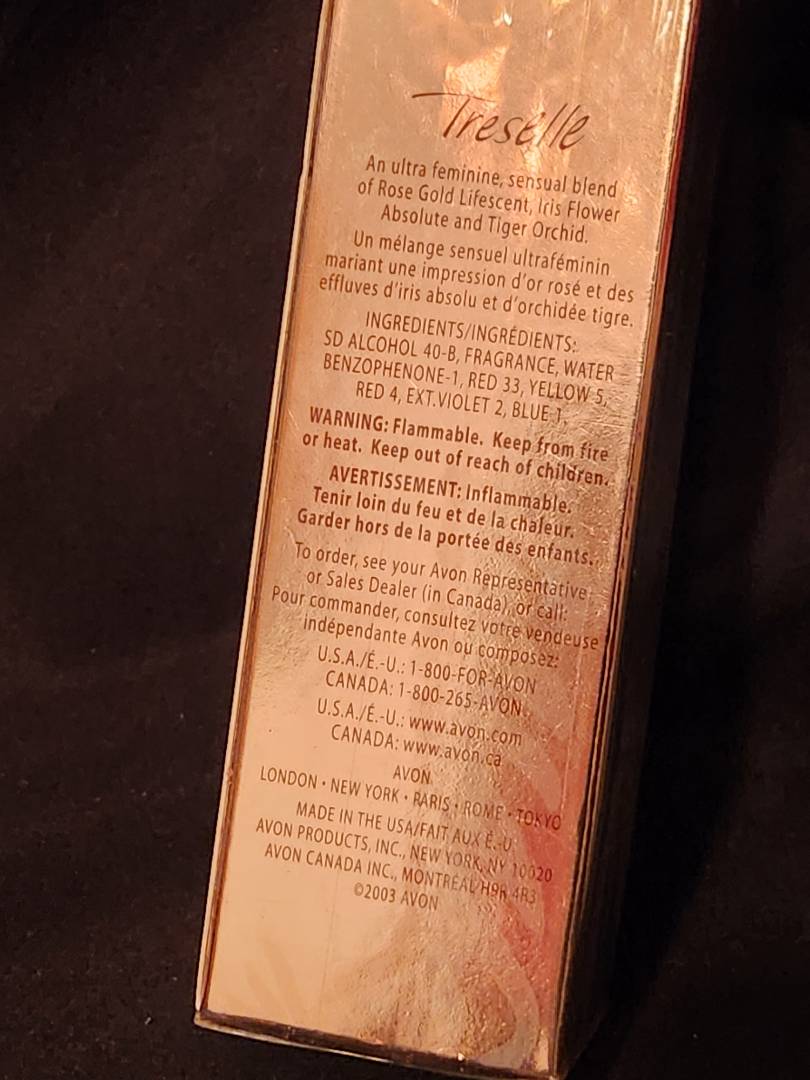 Treselle
An ultra feminine, sensual blend
of Rose Gold Lifescent, Iris Flower
Absolute and Tiger Orchid.
Un mélange sensuel ultraféminin
mariant une impression d'or rosé et des
effluves d'iris absolu et d'orchidée tigre.
INGREDIENTS/INGRÉDIENTS:
SD ALCOHOL 40-B, FRAGRANCE, WATER
BENZOPHENONE-1, RED 33, YELLOW 5,
RED 4, EXT.VIOLET 2, BLUE 1,
WARNING: Flammable. Keep from fire
or heat. Keep out of reach of children.
AVERTISSEMENT: Inflammable.
Tenir loin du feu et de la chaleur.
Garder hors de la portée des enfants.
To order, see your Avon Representative
or Sales Dealer (in Canada), or call:
Pour commander, consultez votre vendeuse
indépendante Avon ou composez:
U.S.A./É.-U.: 1-800-FOR-AVON
CANADA: 1-800-265-AVON
U.S.A./É.-U.: www.avon.com
CANADA: www.avon.ca
AVON
LONDON • NEW YORK • PARIS • ROME • TOKYO
MADE IN THE USA/FAIT AUX É.-U.
AVON PRODUCTS, INC., NEW YORK, NY 10020
AVON CANADA INC., MONTRÉAL H9R 4R3
©2003 AVON